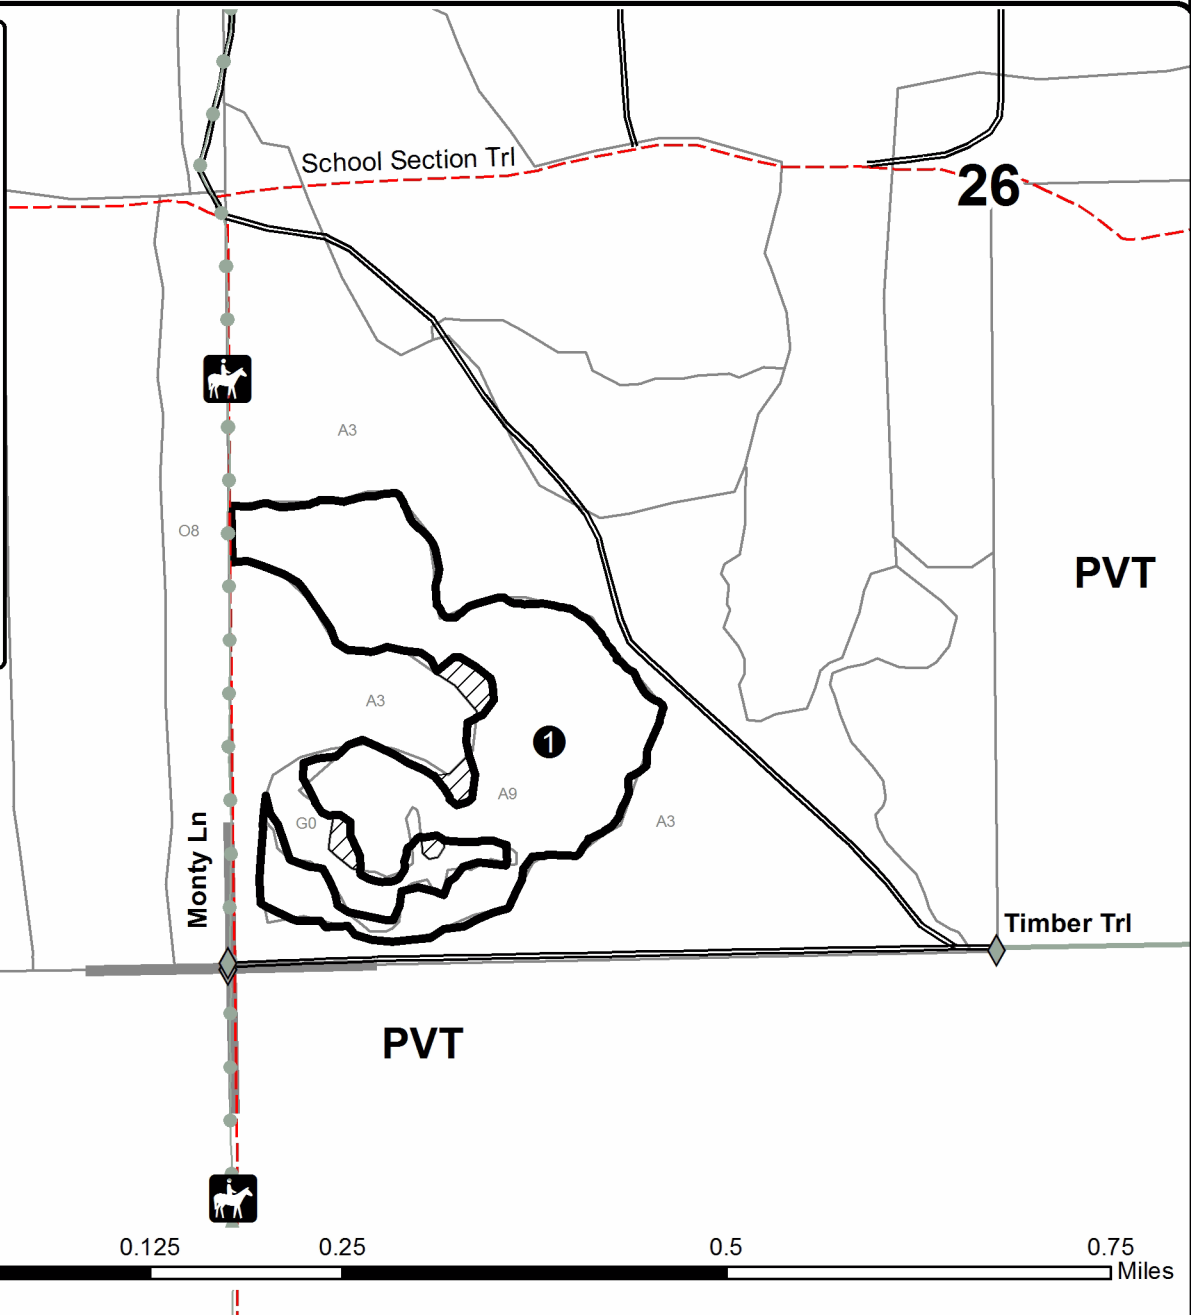 School Section Trl
26
A3
O8
PVT
A3
1
A9
G0
A3
Monty Ln
Timber Trl
PVT
0.125
0.25
0.5
0.75
Miles